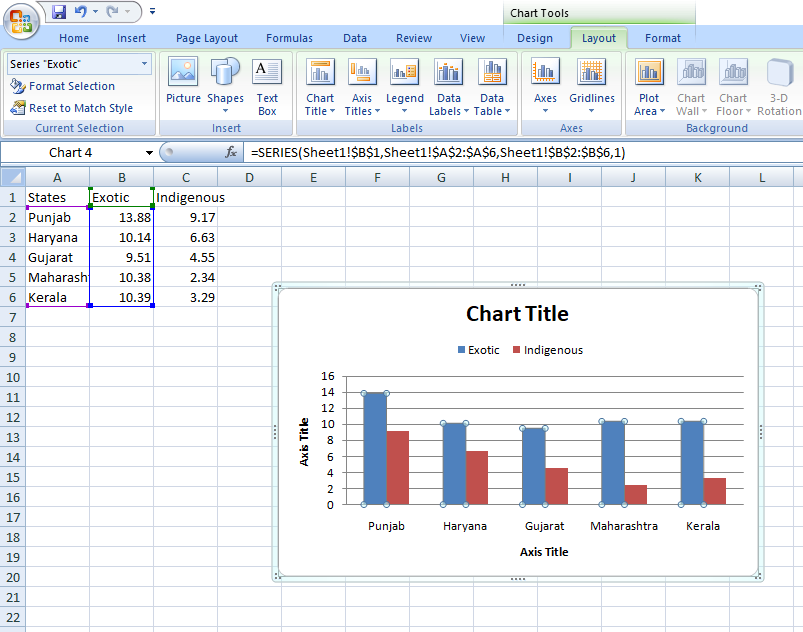 Chart Tools
Home Insert Page Layout Formulas Data Review View Design Layout Format
Series "Exotic"
Format Selection
Reset to Match Style
Current Selection
Picture Shapes Text Box
Insert
Chart Title Axis Titles Legend Data Labels Data Table
Labels
Axes Gridlines
Axes
Plot Area Chart Wall Chart Floor 3-D Rotation
Background
Chart 4 fx =SERIES(Sheet1!$B$1,Sheet1!$A$2:$A$6,Sheet1!$B$2:$B$6,1)
A B C D E F G H I J K L
1 States Exotic Indigenous
2 Punjab 13.88 9.17
3 Haryana 10.14 6.63
4 Gujarat 9.51 4.55
5 Maharasht 10.38 2.34
6 Kerala 10.39 3.29
7
8
9
10
11
12
13
14
15
16
17
18
19
20
21
22
Chart Title
Exotic Indigenous
16
14
12
10
8
6
4
2
0
Axis Title
Punjab Haryana Gujarat Maharashtra Kerala
Axis Title